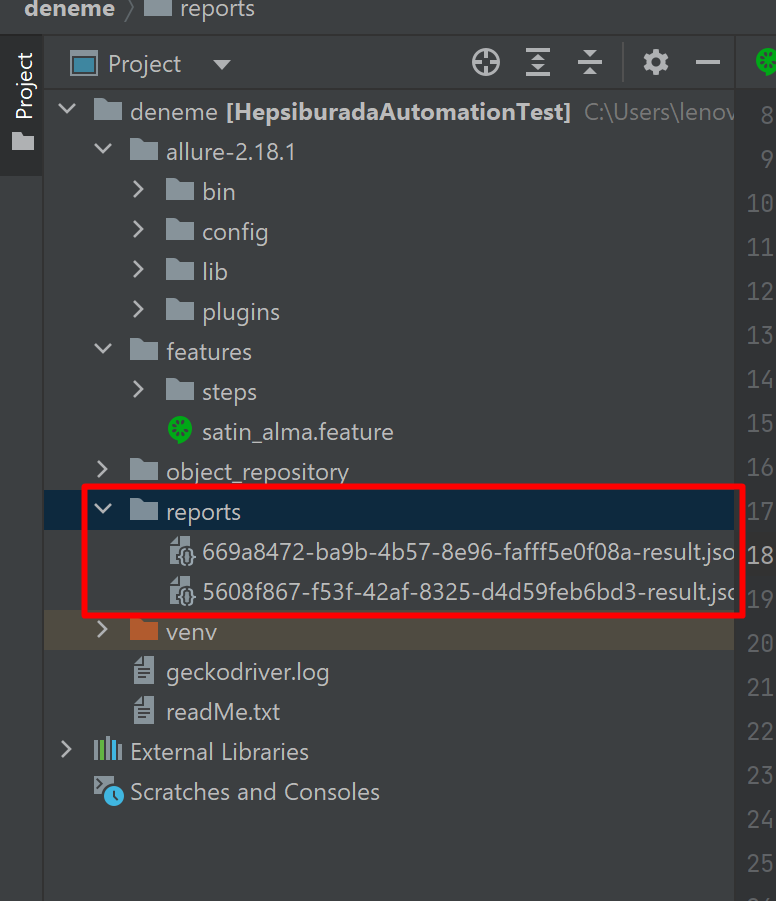 deneme reports
Project
Project
deneme [HepsiburadaAutomationTest] C:\Users\lenov
allure-2.18.1
bin
config
lib
plugins
features
steps
satin_alma.feature
object_repository
reports
669a8472-ba9b-4b57-8e96-fafff5e0f08a-result.jso
5608f867-f53f-42af-8325-d4d59feb6bd3-result.jso
venv
geckodriver.log
readMe.txt
External Libraries
Scratches and Consoles
8
9
10
11
12
13
14
15
16
17
18
19
20
21
22
23
24
25